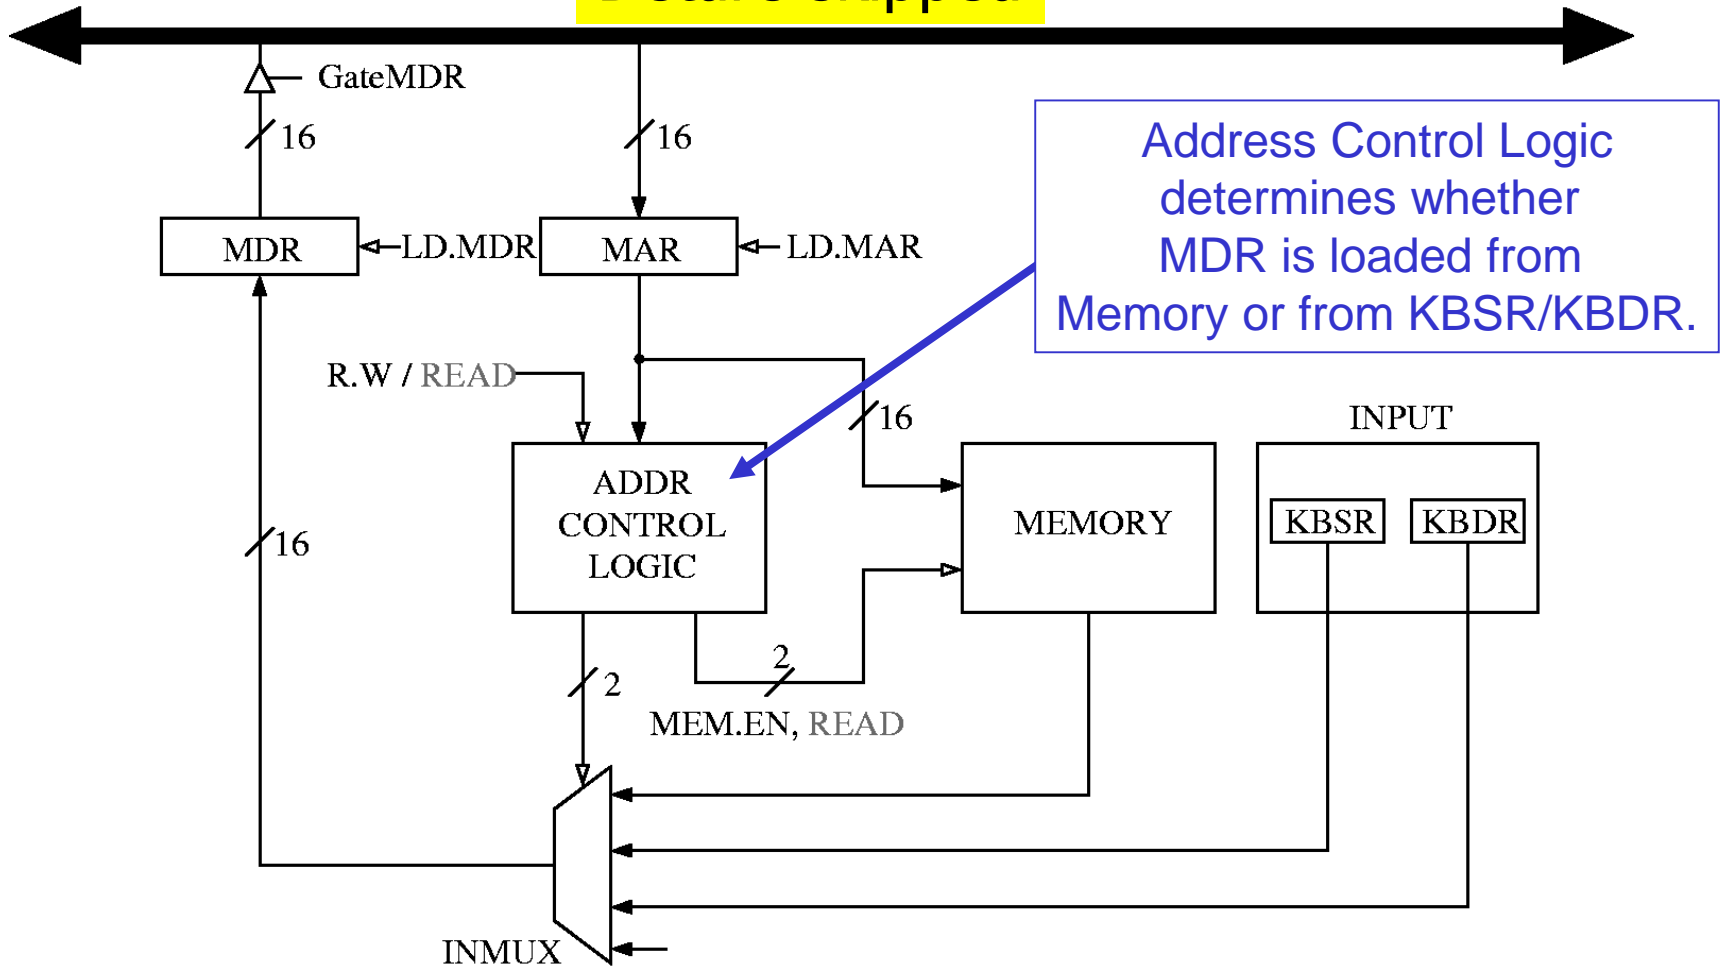 GateMDR
16
16
Address Control Logic
determines whether
MDR is loaded from
Memory or from KBSR/KBDR.
MDR
LD.MDR
MAR
LD.MAR
R.W / READ
16
INPUT
ADDR
CONTROL
LOGIC
MEMORY
KBSR
KBDR
16
2
2
MEM.EN, READ
INMUX